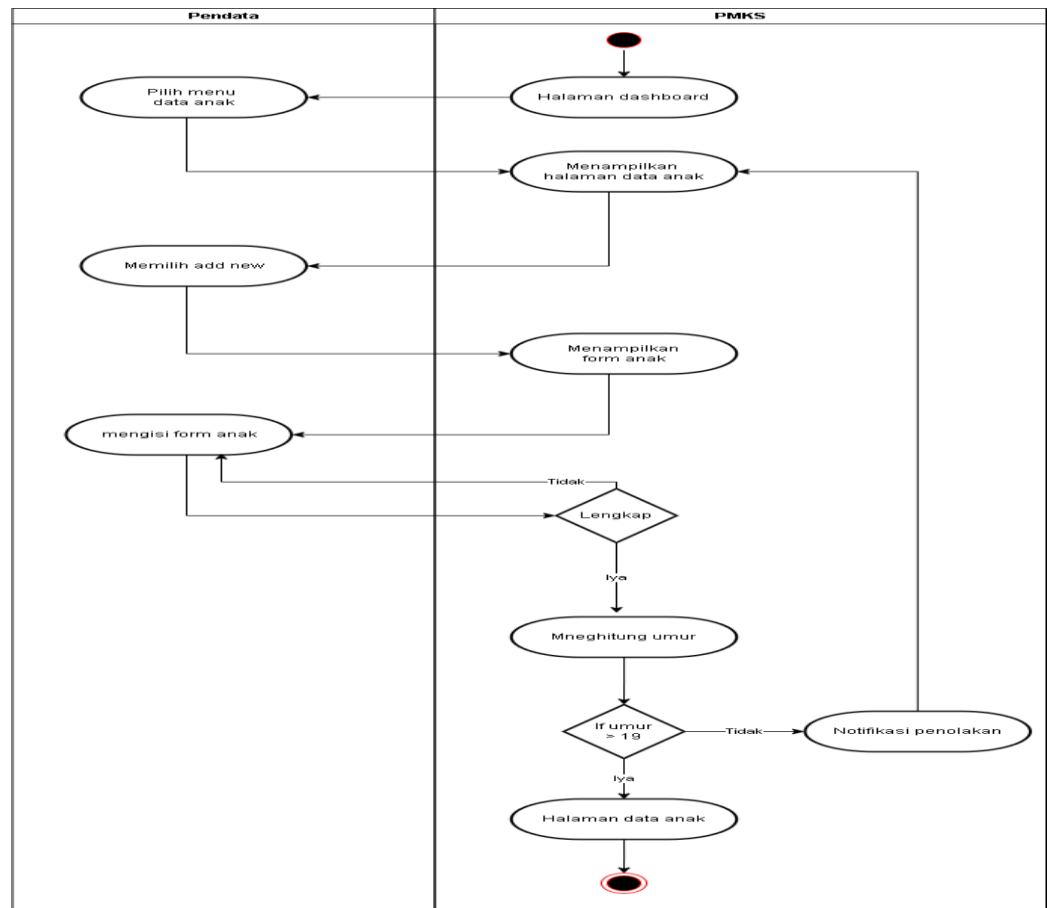 Pendata
PMKS
Halaman dashboard
Pilih menu
data anak
Menampilkan
halaman data anak
Memilih add new
Menampilkan
form anak
mengisi form anak
Tidak
Lengkap
Iya
Mneghitung umur
If umur
> 19
Tidak
Notifikasi penolakan
Iya
Halaman data anak